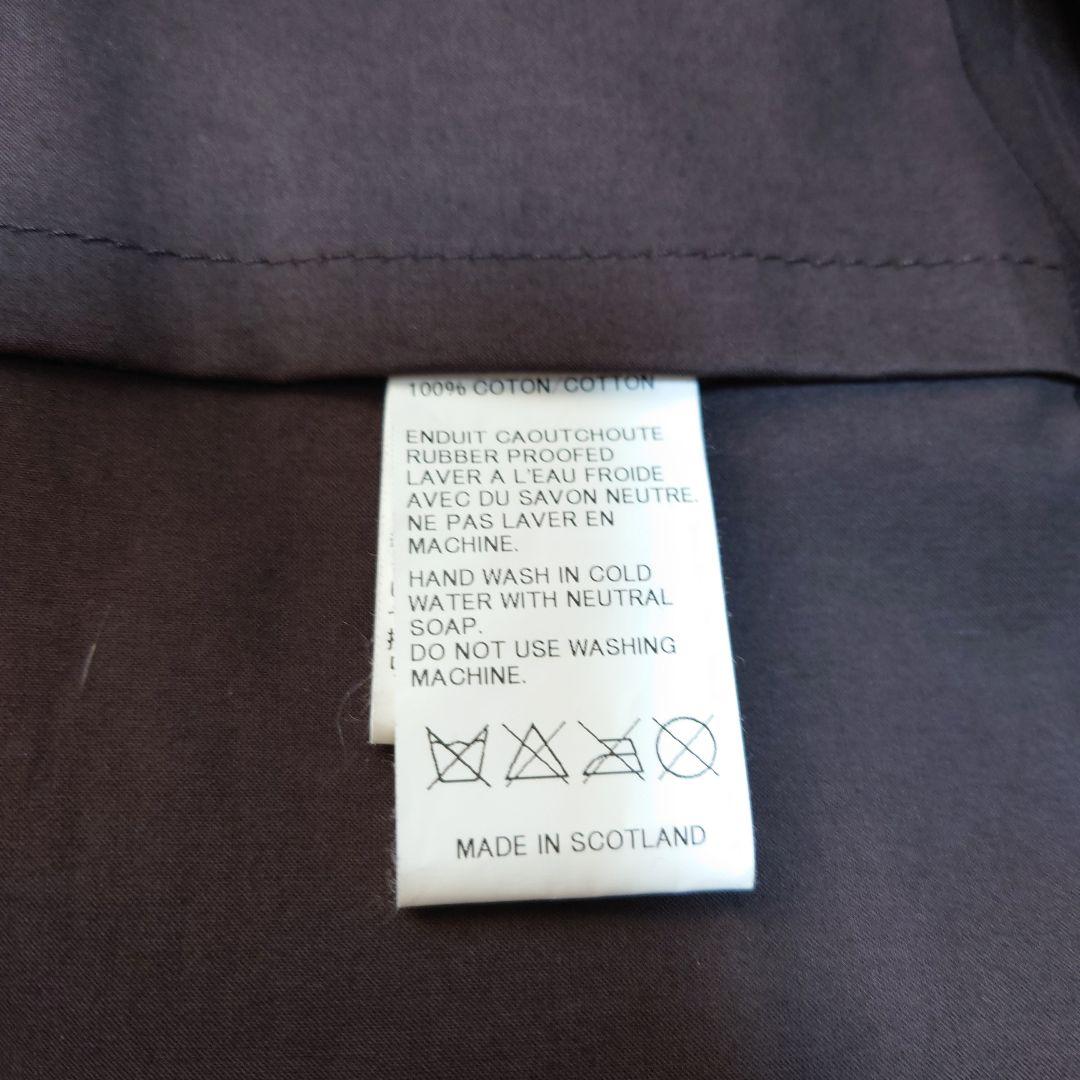 100% COTON/COTTON
ENDUIT CAOUTCHOUTE
RUBBER PROOFED
LAVER A L'EAU FROIDE
AVEC DU SAVON NEUTRE.
NE PAS LAVER EN
MACHINE.
HAND WASH IN COLD
WATER WITH NEUTRAL
SOAP.
DO NOT USE WASHING
MACHINE.
MADE IN SCOTLAND